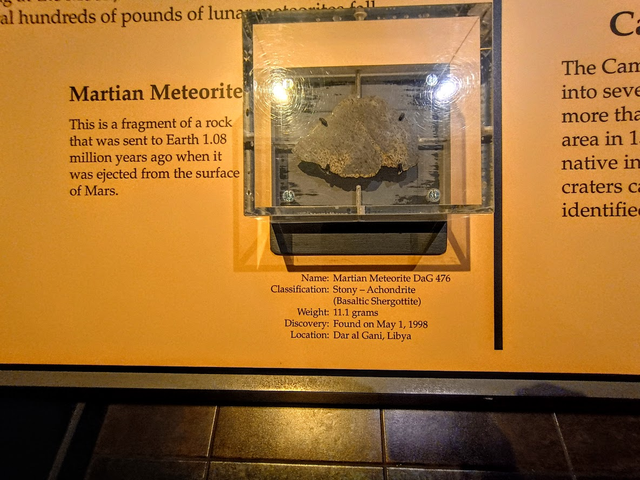 al hundreds of pounds of lunar meteorites fell
Martian Meteorite
This is a fragment of a rock
that was sent to Earth 1.08
million years ago when it
was ejected from the surface
of Mars.
Name: Martian Meteorite DaG 476
Classification: Stony – Achondrite
(Basaltic Shergottite)
Weight: 11.1 grams
Discovery: Found on May 1, 1998
Location: Dar al Gani, Libya
Ca
The Cam
into seve
more tha
area in 1
native in
craters ca
identifie